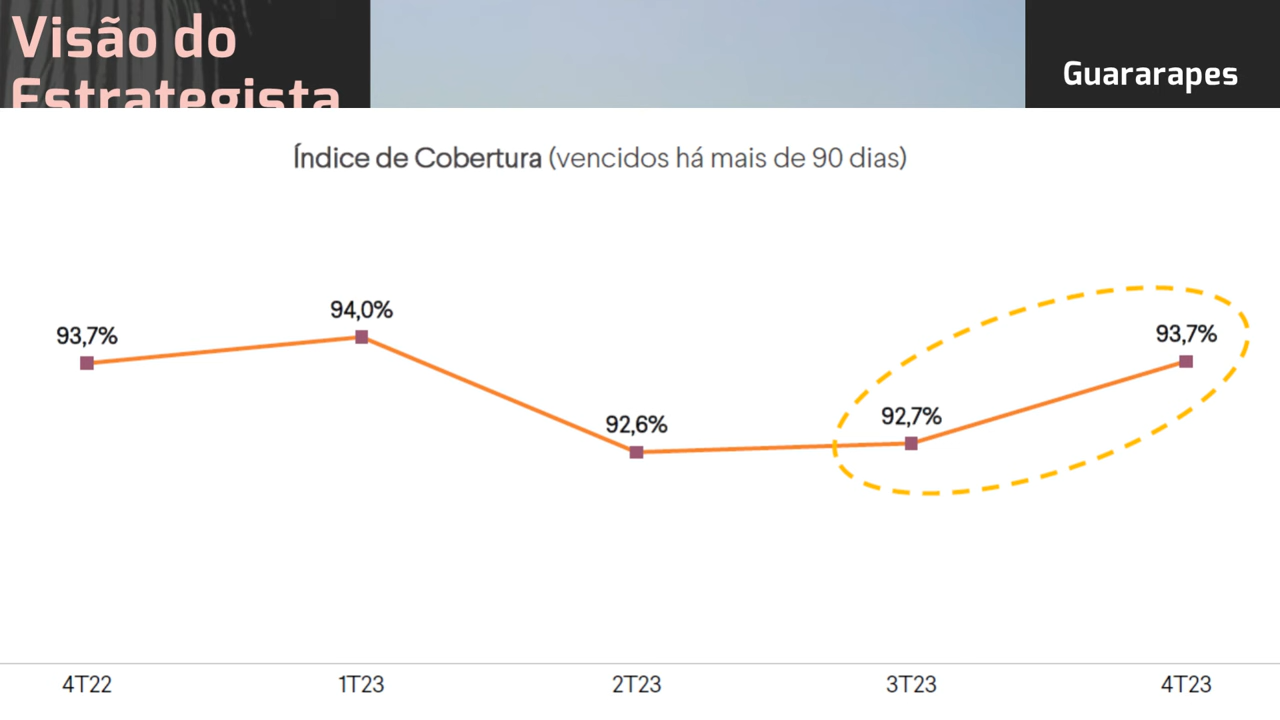 Visão do
Estrategista
Guararapes
Índice de Cobertura (vencidos há mais de 90 dias)
93,7%
94,0%
92,6%
92,7%
93,7%
4T22
1T23
2T23
3T23
4T23